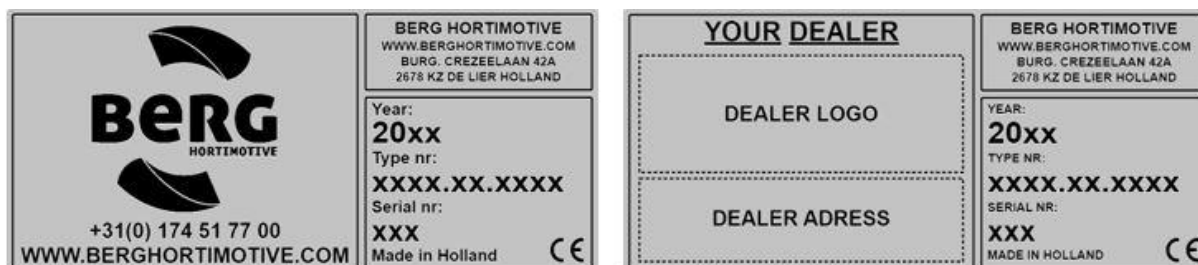 BERG
HORTIMOTIVE
+31(0) 174 51 77 00
WWW.BERGHORTIMOTIVE.COM
BERG HORTIMOTIVE
WWW.BERGHORTIMOTIVE.COM
BURG. CREZEELAAN 42A
2678 KZ DE LIER HOLLAND
Year:
20xx
Type nr:
xxxx.xx.xxxx
Serial nr:
xxx
Made in Holland CE
YOUR DEALER
DEALER LOGO
DEALER ADRESS
BERG HORTIMOTIVE
WWW.BERGHORTIMOTIVE.COM
BURG. CREZEELAAN 42A
2678 KZ DE LIER HOLLAND
YEAR:
20xx
TYPE NR:
xxxx.xx.xxxx
SERIAL NR:
xxx
MADE IN HOLLAND CE